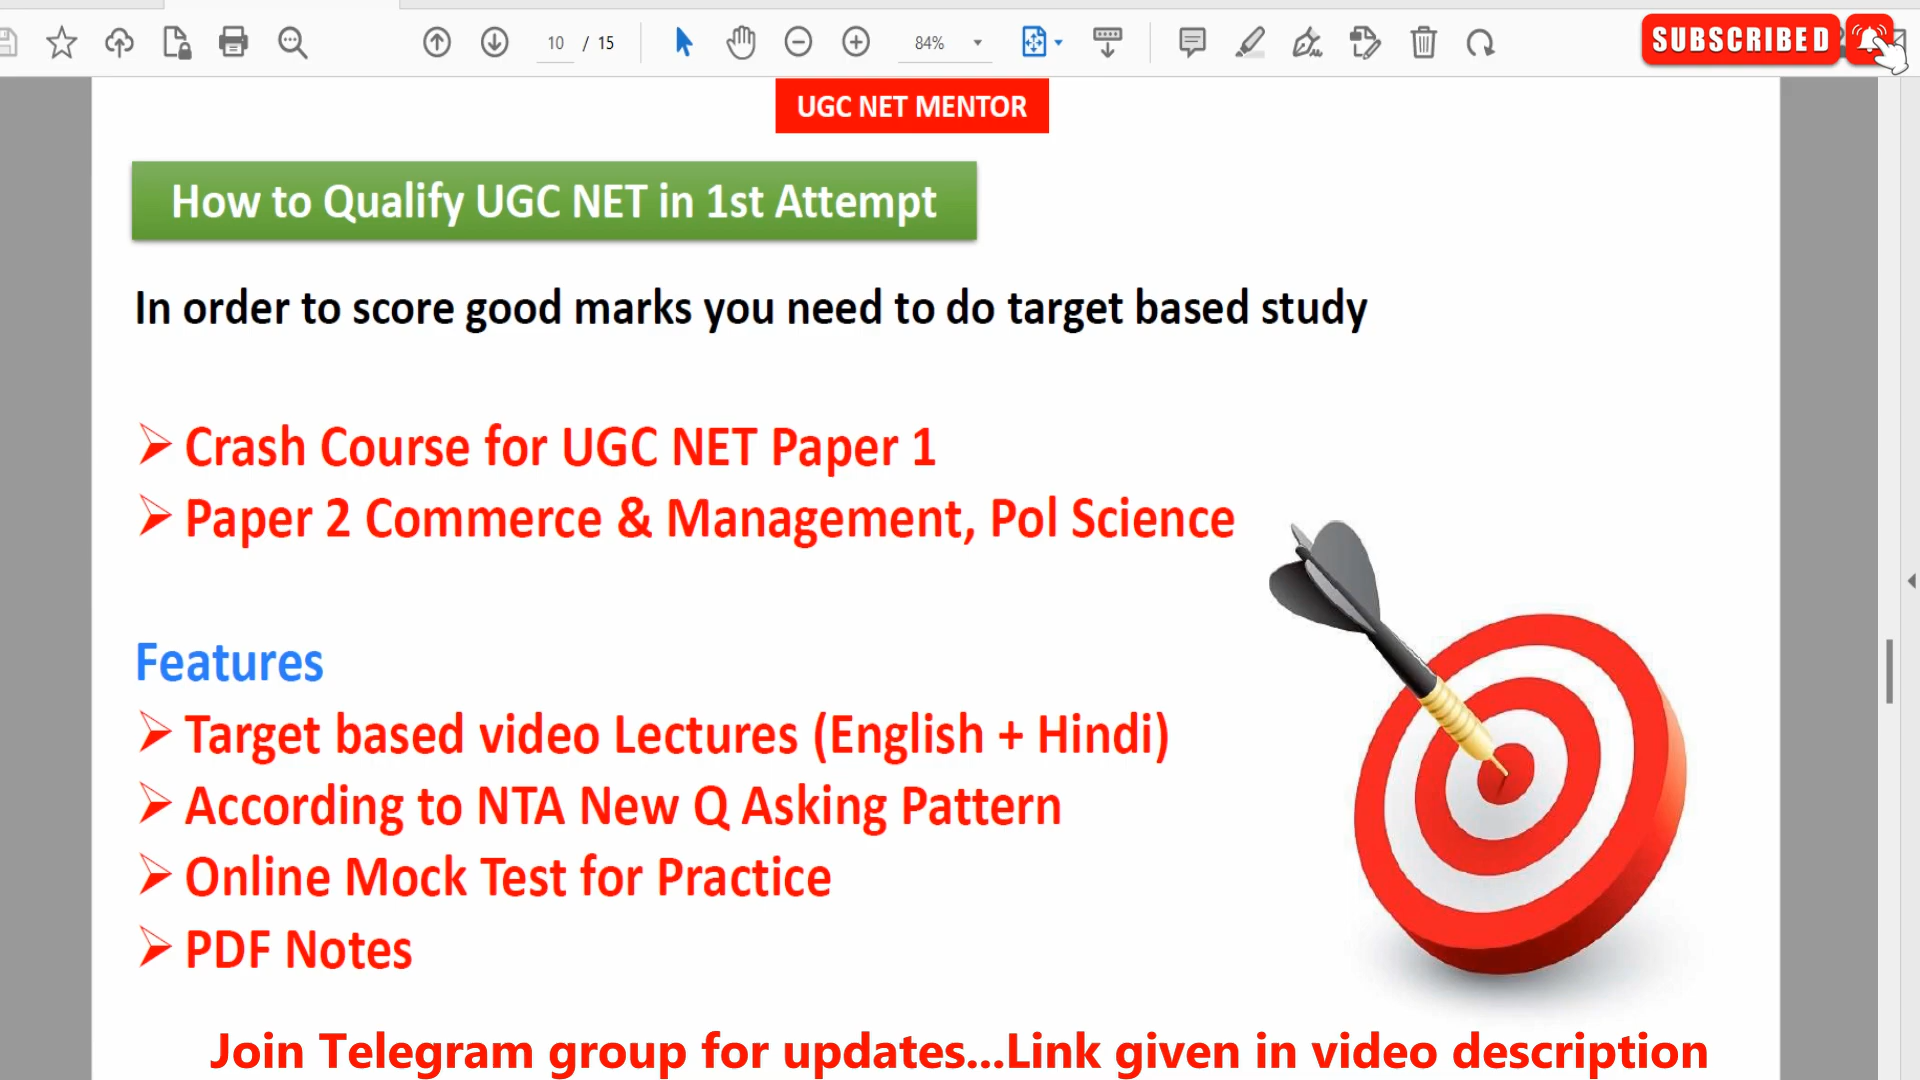 10 / 15
84%
SUBSCRIBED
UGC NET MENTOR
How to Qualify UGC NET in 1st Attempt
In order to score good marks you need to do target based study
Crash Course for UGC NET Paper 1
Paper 2 Commerce & Management, Pol Science
Features
Target based video Lectures (English + Hindi)
According to NTA New Q Asking Pattern
Online Mock Test for Practice
PDF Notes
Join Telegram group for updates...Link given in video description